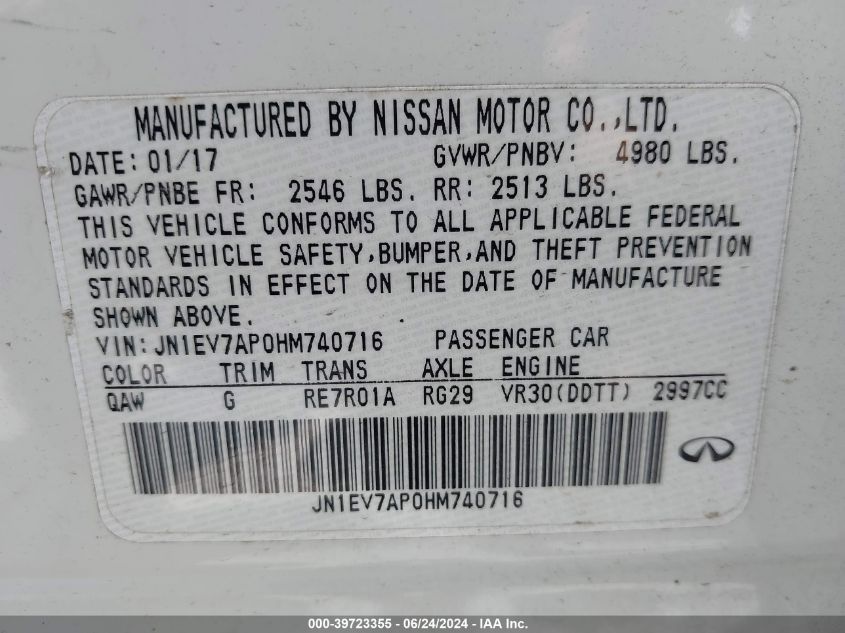 MANUFACTURED BY NISSAN MOTOR CO.,LTD.
DATE: 01/17 GVWR/PNBV: 4980 LBS.
GAWR/PNBE FR: 2546 LBS. RR: 2513 LBS.
THIS VEHICLE CONFORMS TO ALL APPLICABLE FEDERAL
MOTOR VEHICLE SAFETY,BUMPER,AND THEFT PREVENTION
STANDARDS IN EFFECT ON THE DATE OF MANUFACTURE
SHOWN ABOVE.
VIN: JN1EV7AP0HM740716 PASSENGER CAR
COLOR TRIM TRANS AXLE ENGINE
QAW G RE7R01A RG29 VR30(DDTT) 2997CC
JN1EV7AP0HM740716
000-39723355 - 06/24/2024 - IAA Inc.